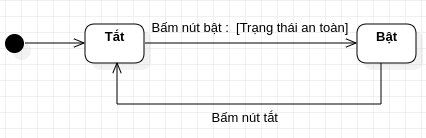 Tắt
Bấm nút bật :  [Trạng thái an toàn]
Bật
Bấm nút tắt